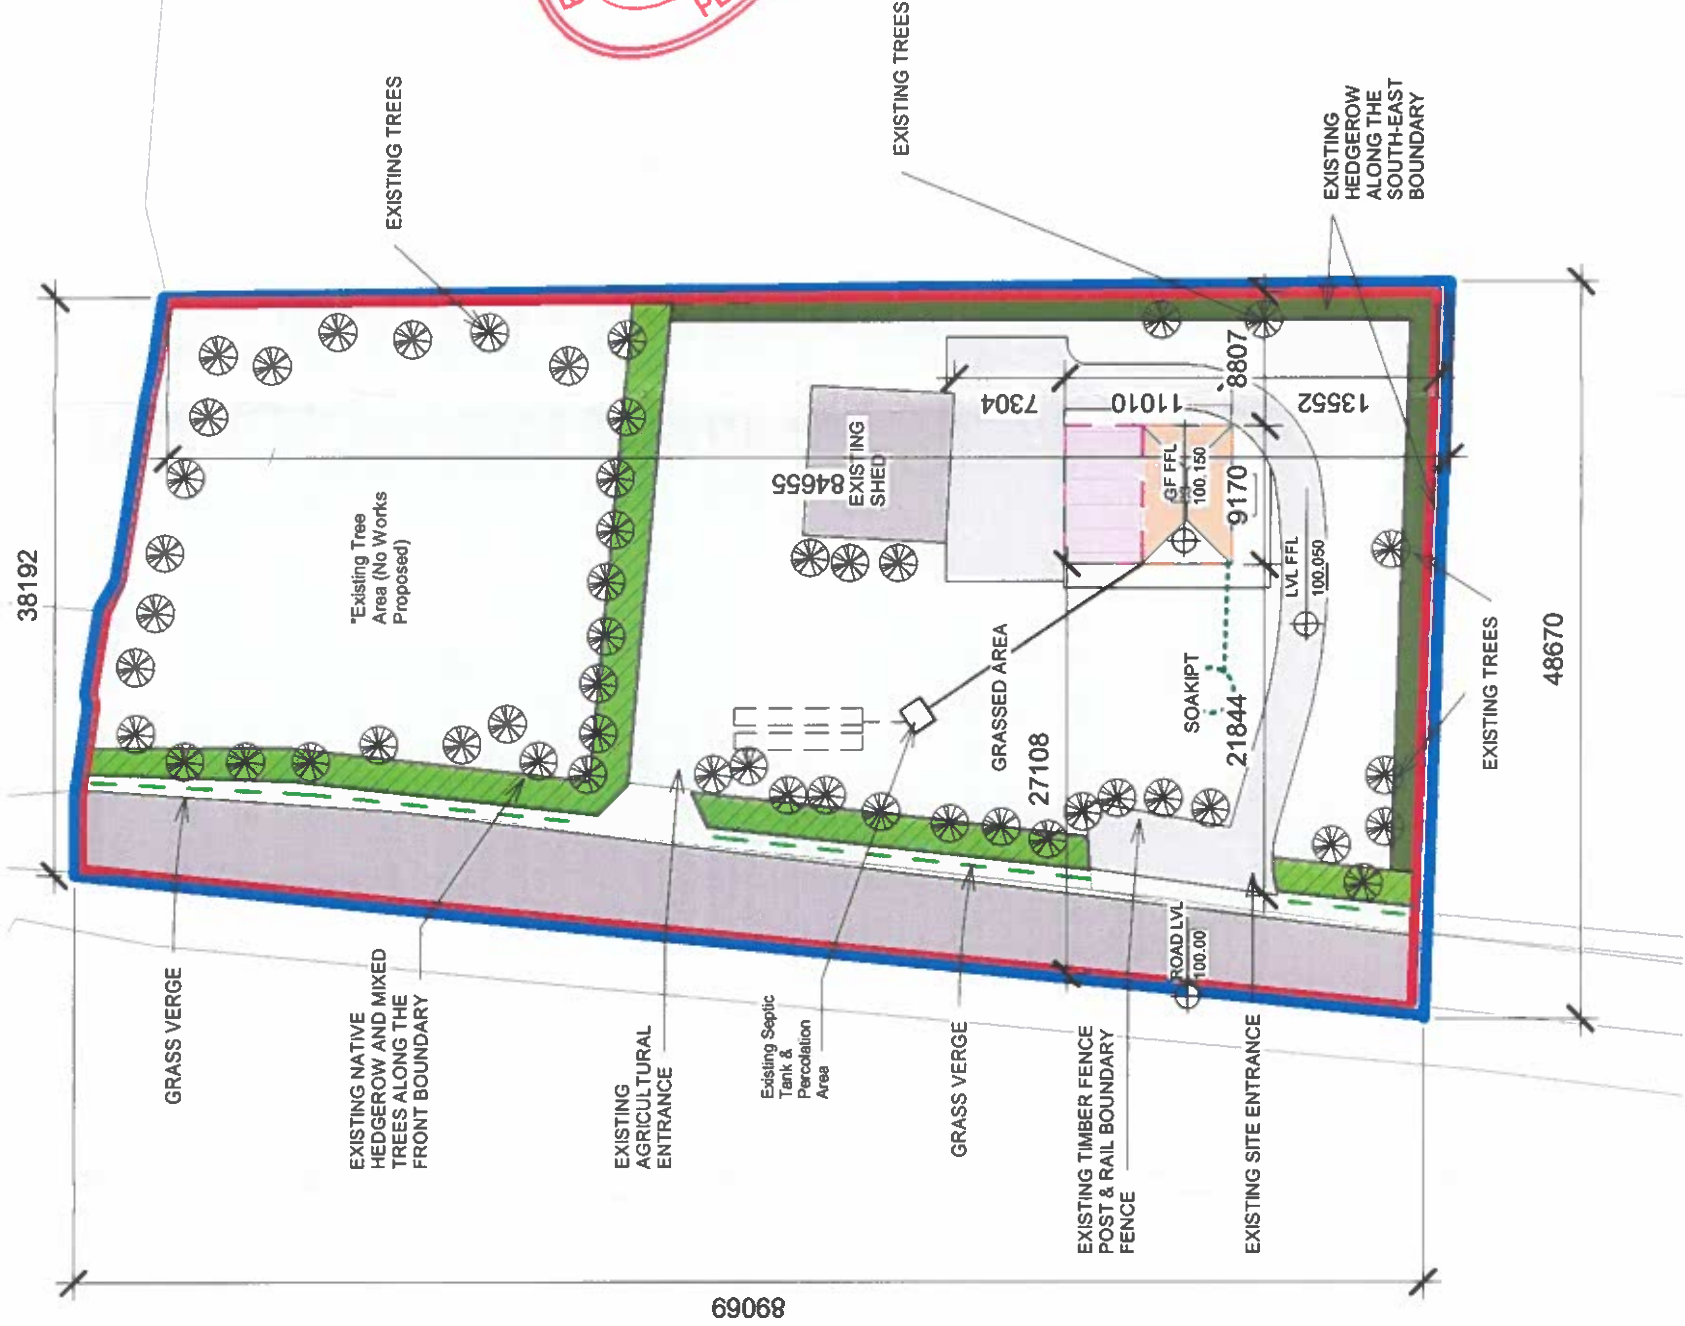 38192
EXISTING TREES
EXISTING TREES
EXISTING
HEDGEROW
ALONG THE
SOUTH-EAST
BOUNDARY
"Existing Tree
Area (No Works
Proposed)
84655
EXISTING
SHED
7304
11010
13552
8807
GF FFL
100.150
9170
LVL FFL
100.050
GRASSED AREA
SOAKIPT
27108
21844
EXISTING TREES
48670
ROAD LVL
100.00
GRASS VERGE
EXISTING NATIVE
HEDGEROW AND MIXED
TREES ALONG THE
FRONT BOUNDARY
EXISTING
AGRICULTURAL
ENTRANCE
Existing Septic
Tank &
Percolation
Area
GRASS VERGE
EXISTING TIMBER FENCE
POST & RAIL BOUNDARY
FENCE
EXISTING SITE ENTRANCE
89069